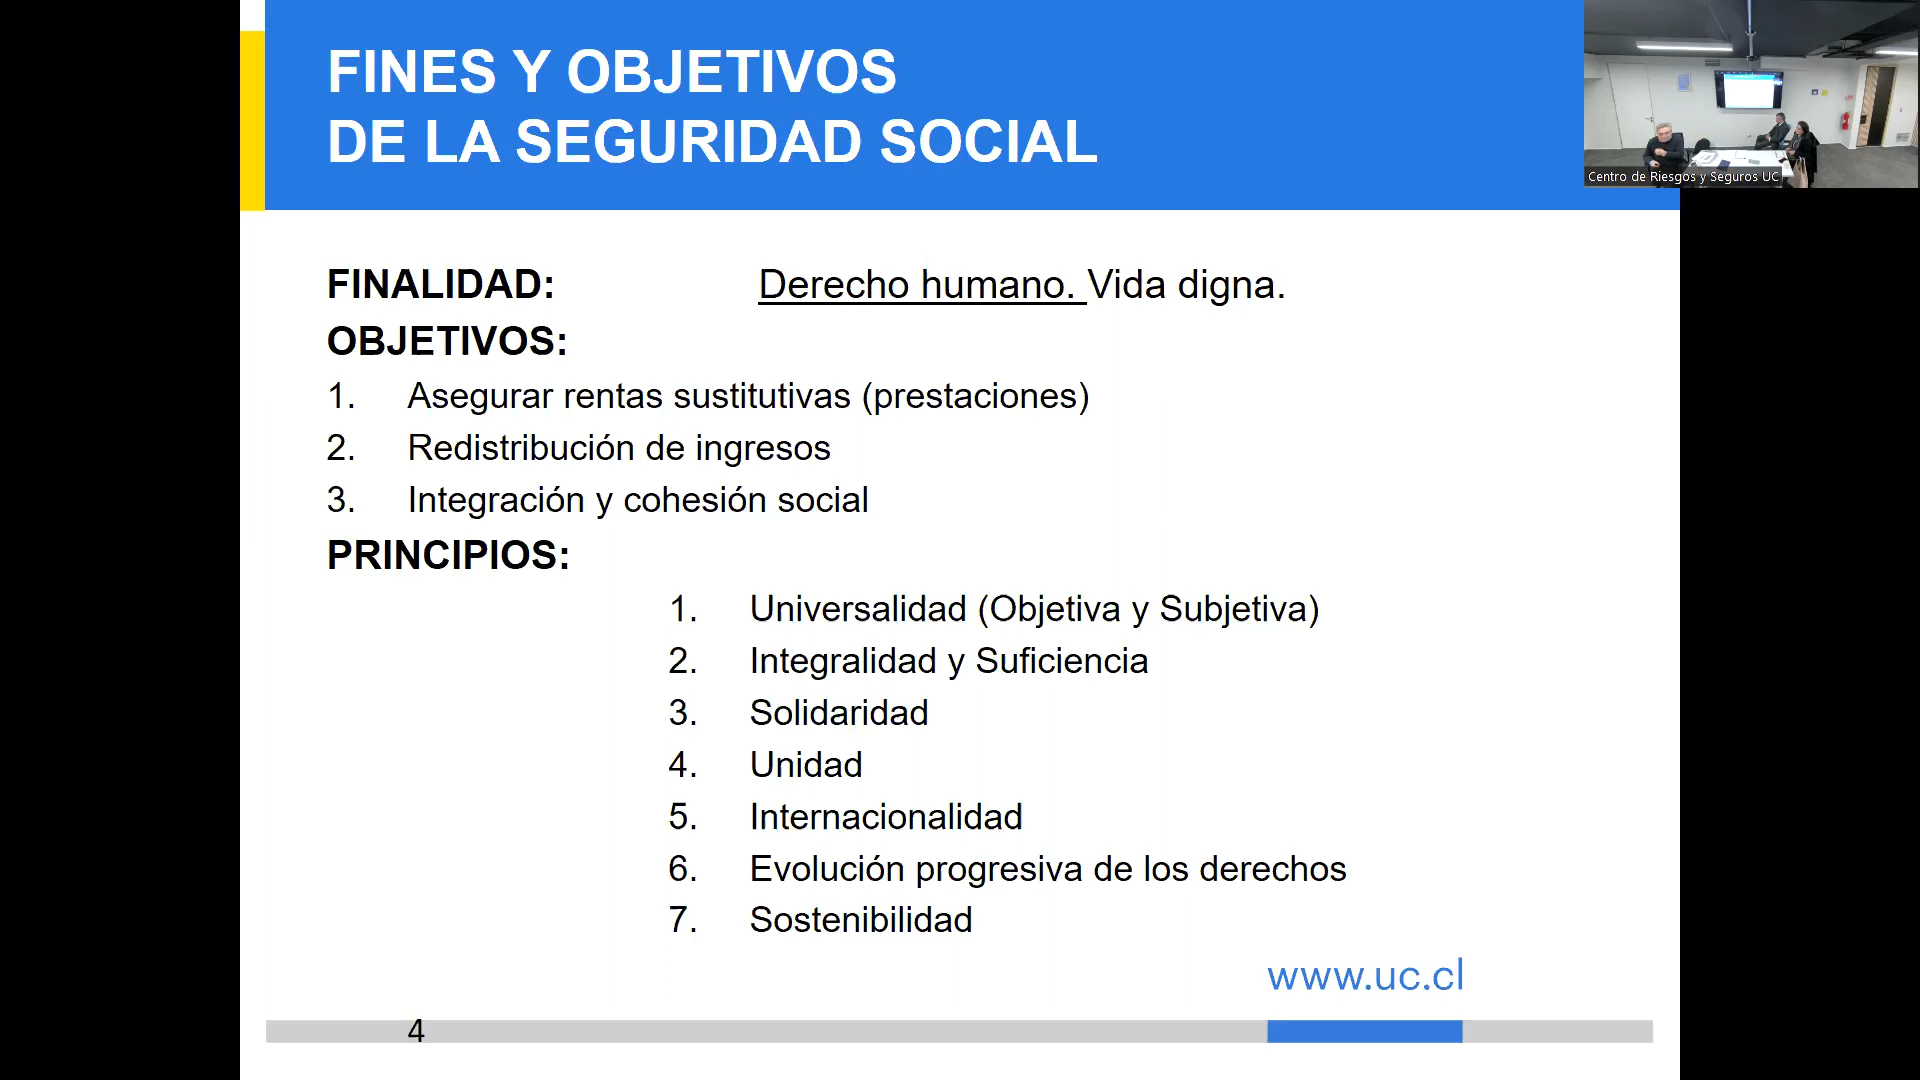 FINES Y OBJETIVOS
DE LA SEGURIDAD SOCIAL
Centro de Riesgos y Seguros UC
FINALIDAD: Derecho humano. Vida digna.
OBJETIVOS:
1. Asegurar rentas sustitutivas (prestaciones)
2. Redistribución de ingresos
3. Integración y cohesión social
PRINCIPIOS:
1. Universalidad (Objetiva y Subjetiva)
2. Integralidad y Suficiencia
3. Solidaridad
4. Unidad
5. Internacionalidad
6. Evolución progresiva de los derechos
7. Sostenibilidad
www.uc.cl
4